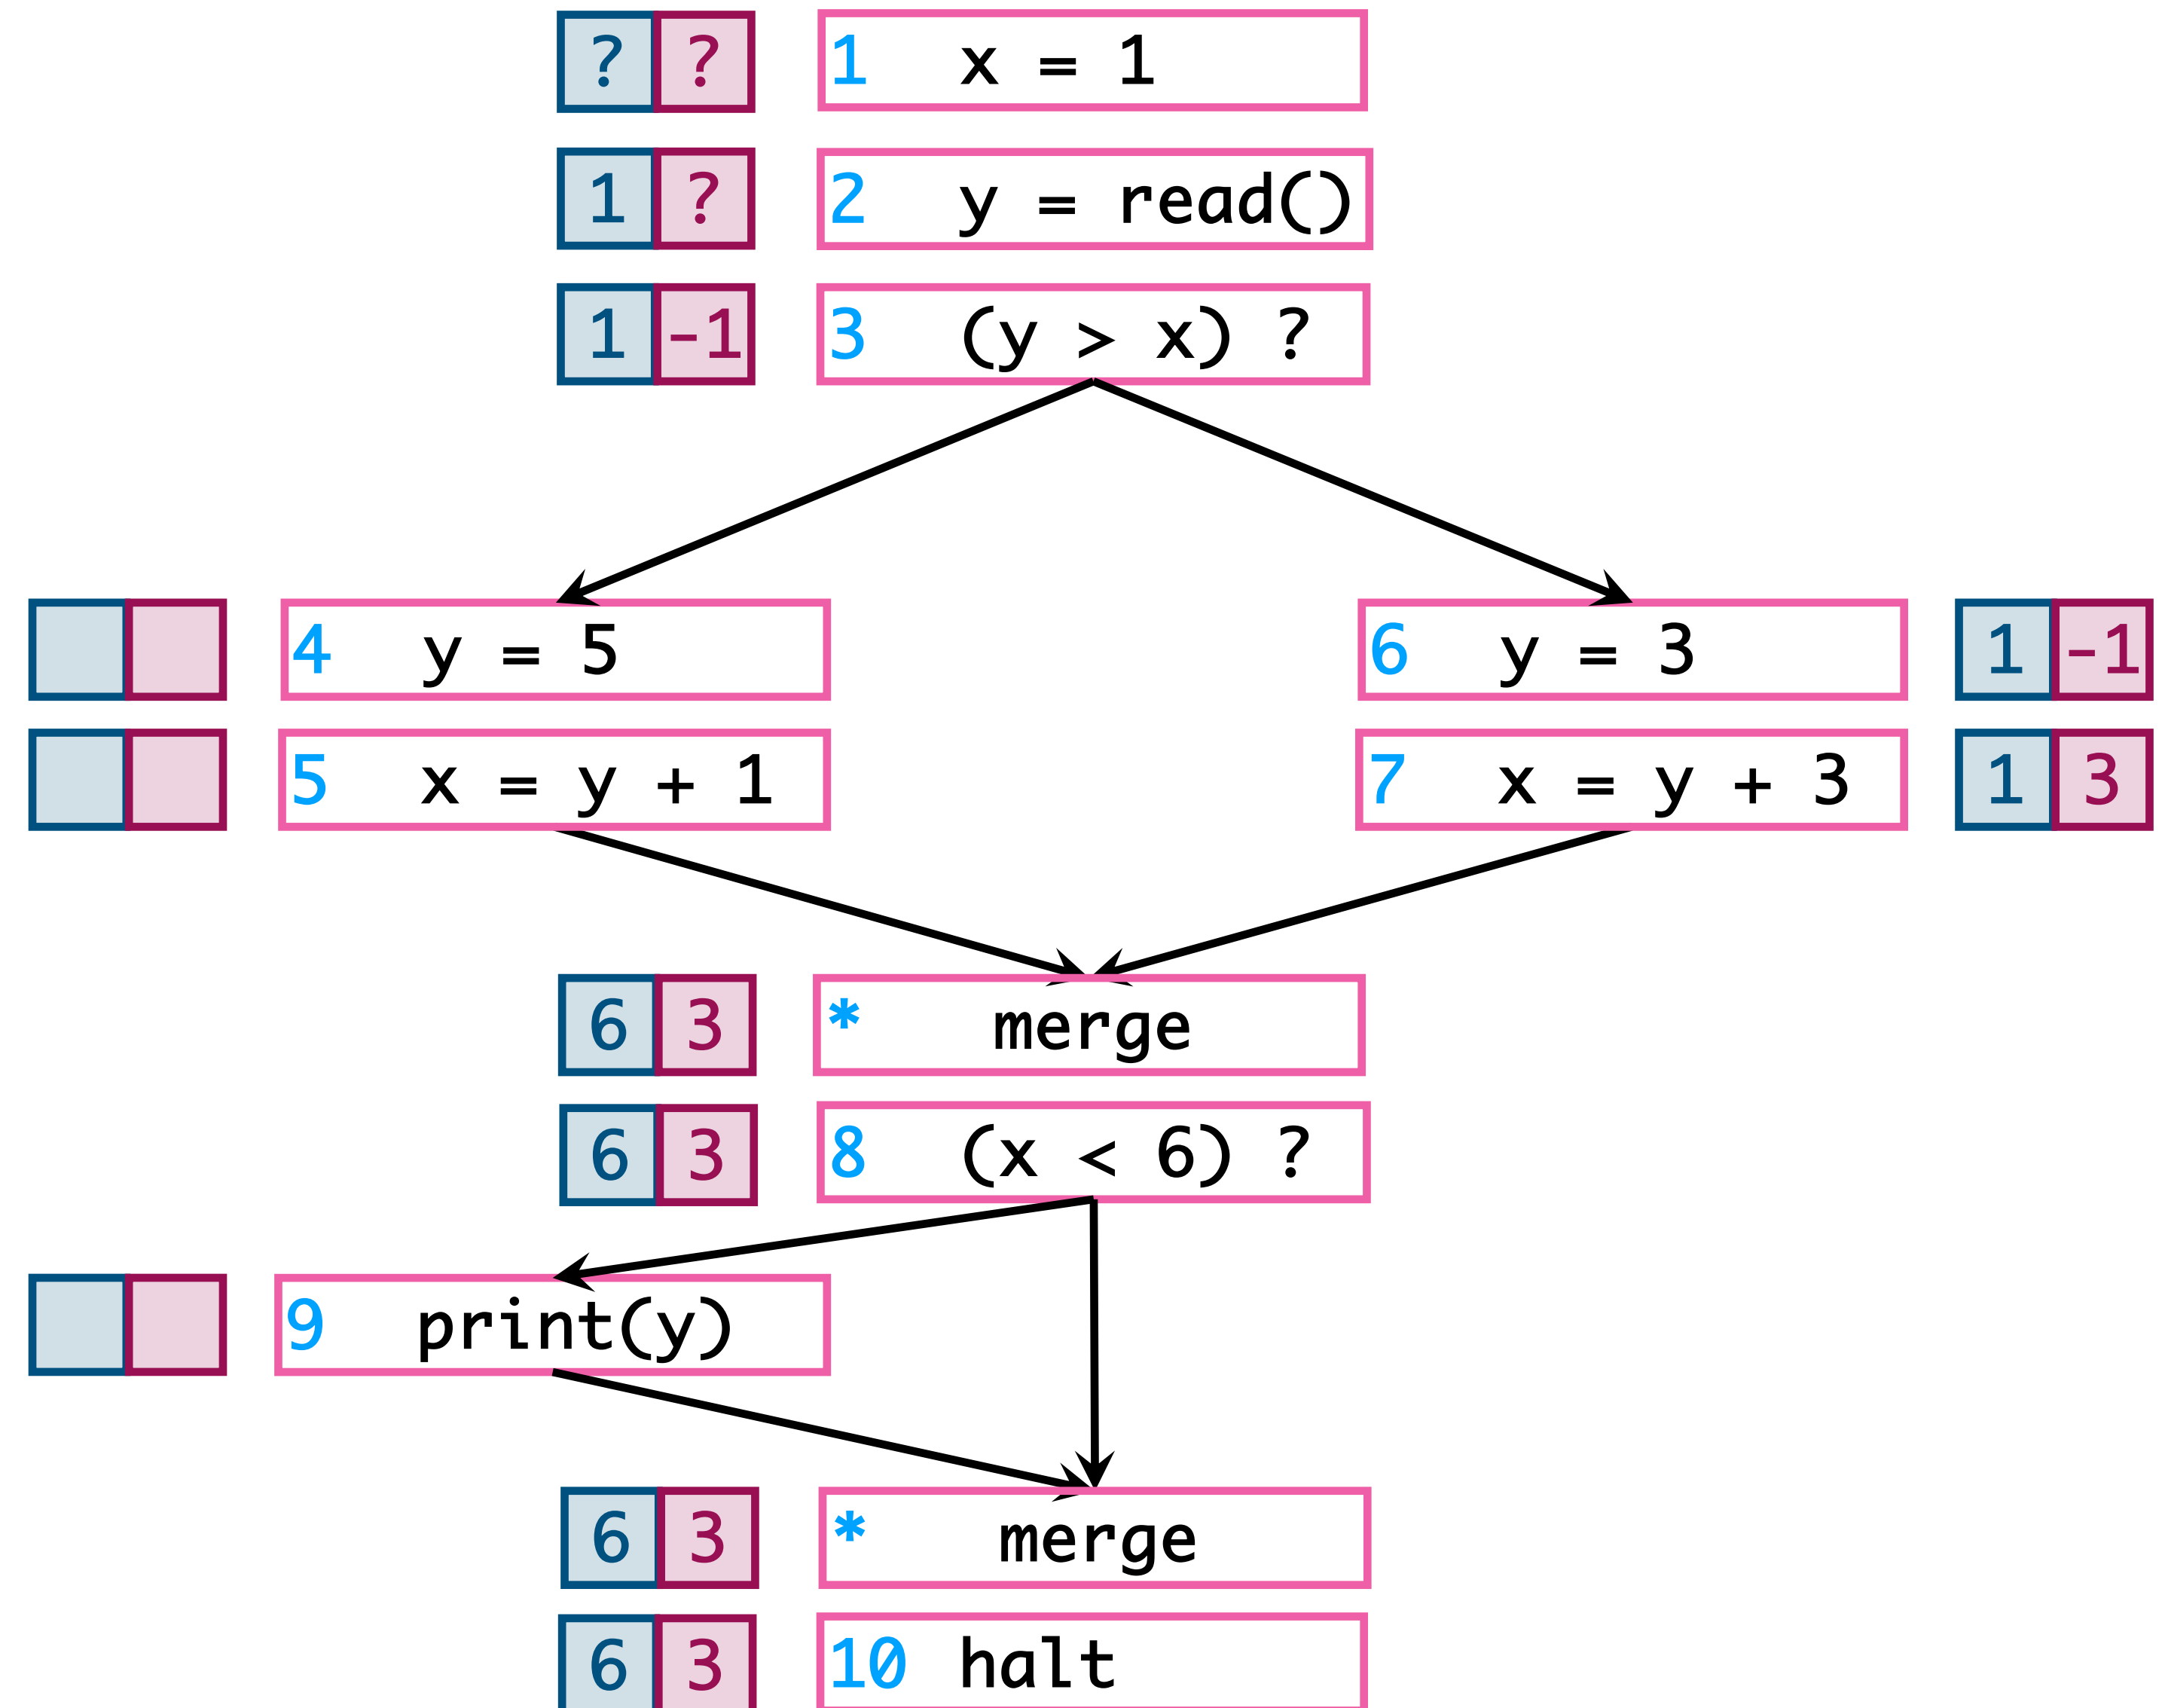 ? ? 1 x = 1
1 ? 2 y = read()
1 -1 3 (y > x) ?
4 y = 5 6 y = 3 1 -1
5 x = y + 1 7 x = y + 3 1 3
6 3 * merge
6 3 8 (x < 6) ?
9 print(y)
6 3 * merge
6 3 10 halt